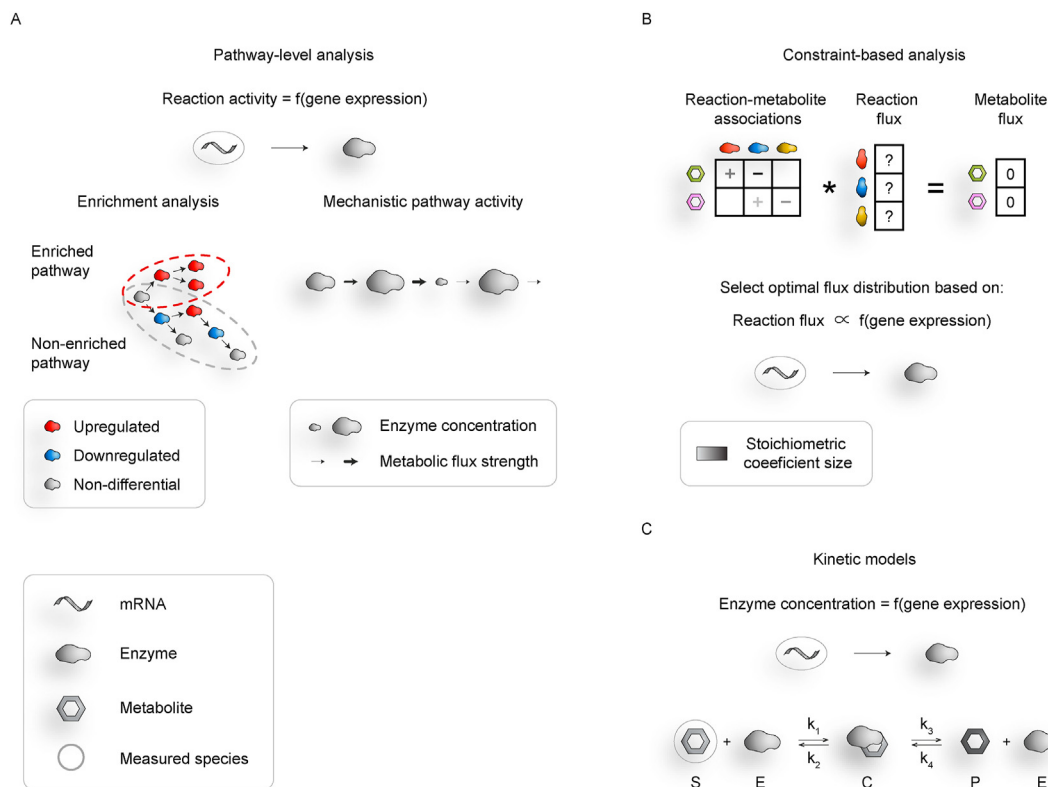 A
Pathway-level analysis
Reaction activity = f(gene expression)
Enrichment analysis
Mechanistic pathway activity
Enriched
pathway
Non-enriched
pathway
Upregulated
Downregulated
Non-differential
Enzyme concentration
Metabolic flux strength
mRNA
Enzyme
Metabolite
Measured species
B
Constraint-based analysis
Reaction-metabolite
associations
Reaction
flux
Metabolite
flux
+ −
+ −
*
?
?
?
=
0
0
Select optimal flux distribution based on:
Reaction flux ∝ f(gene expression)
Stoichiometric
coeeficient size
C
Kinetic models
Enzyme concentration = f(gene expression)
k1 k3
+ +
k2 k4
S E C P E